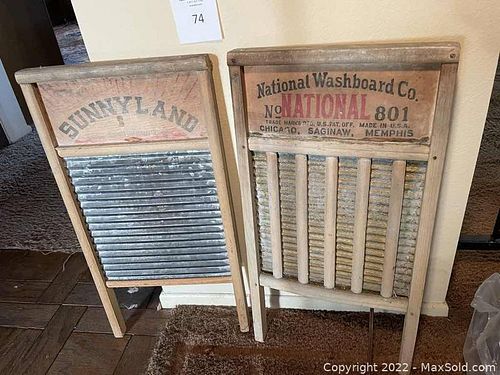 74
SUNNYLAND
National Washboard Co.
No NATIONAL 801
TRADE MARK REG. U.S. PAT. OFF. MADE IN U.S.A.
CHICAGO, SAGINAW, MEMPHIS
Copyright 2022 - MaxSold.com